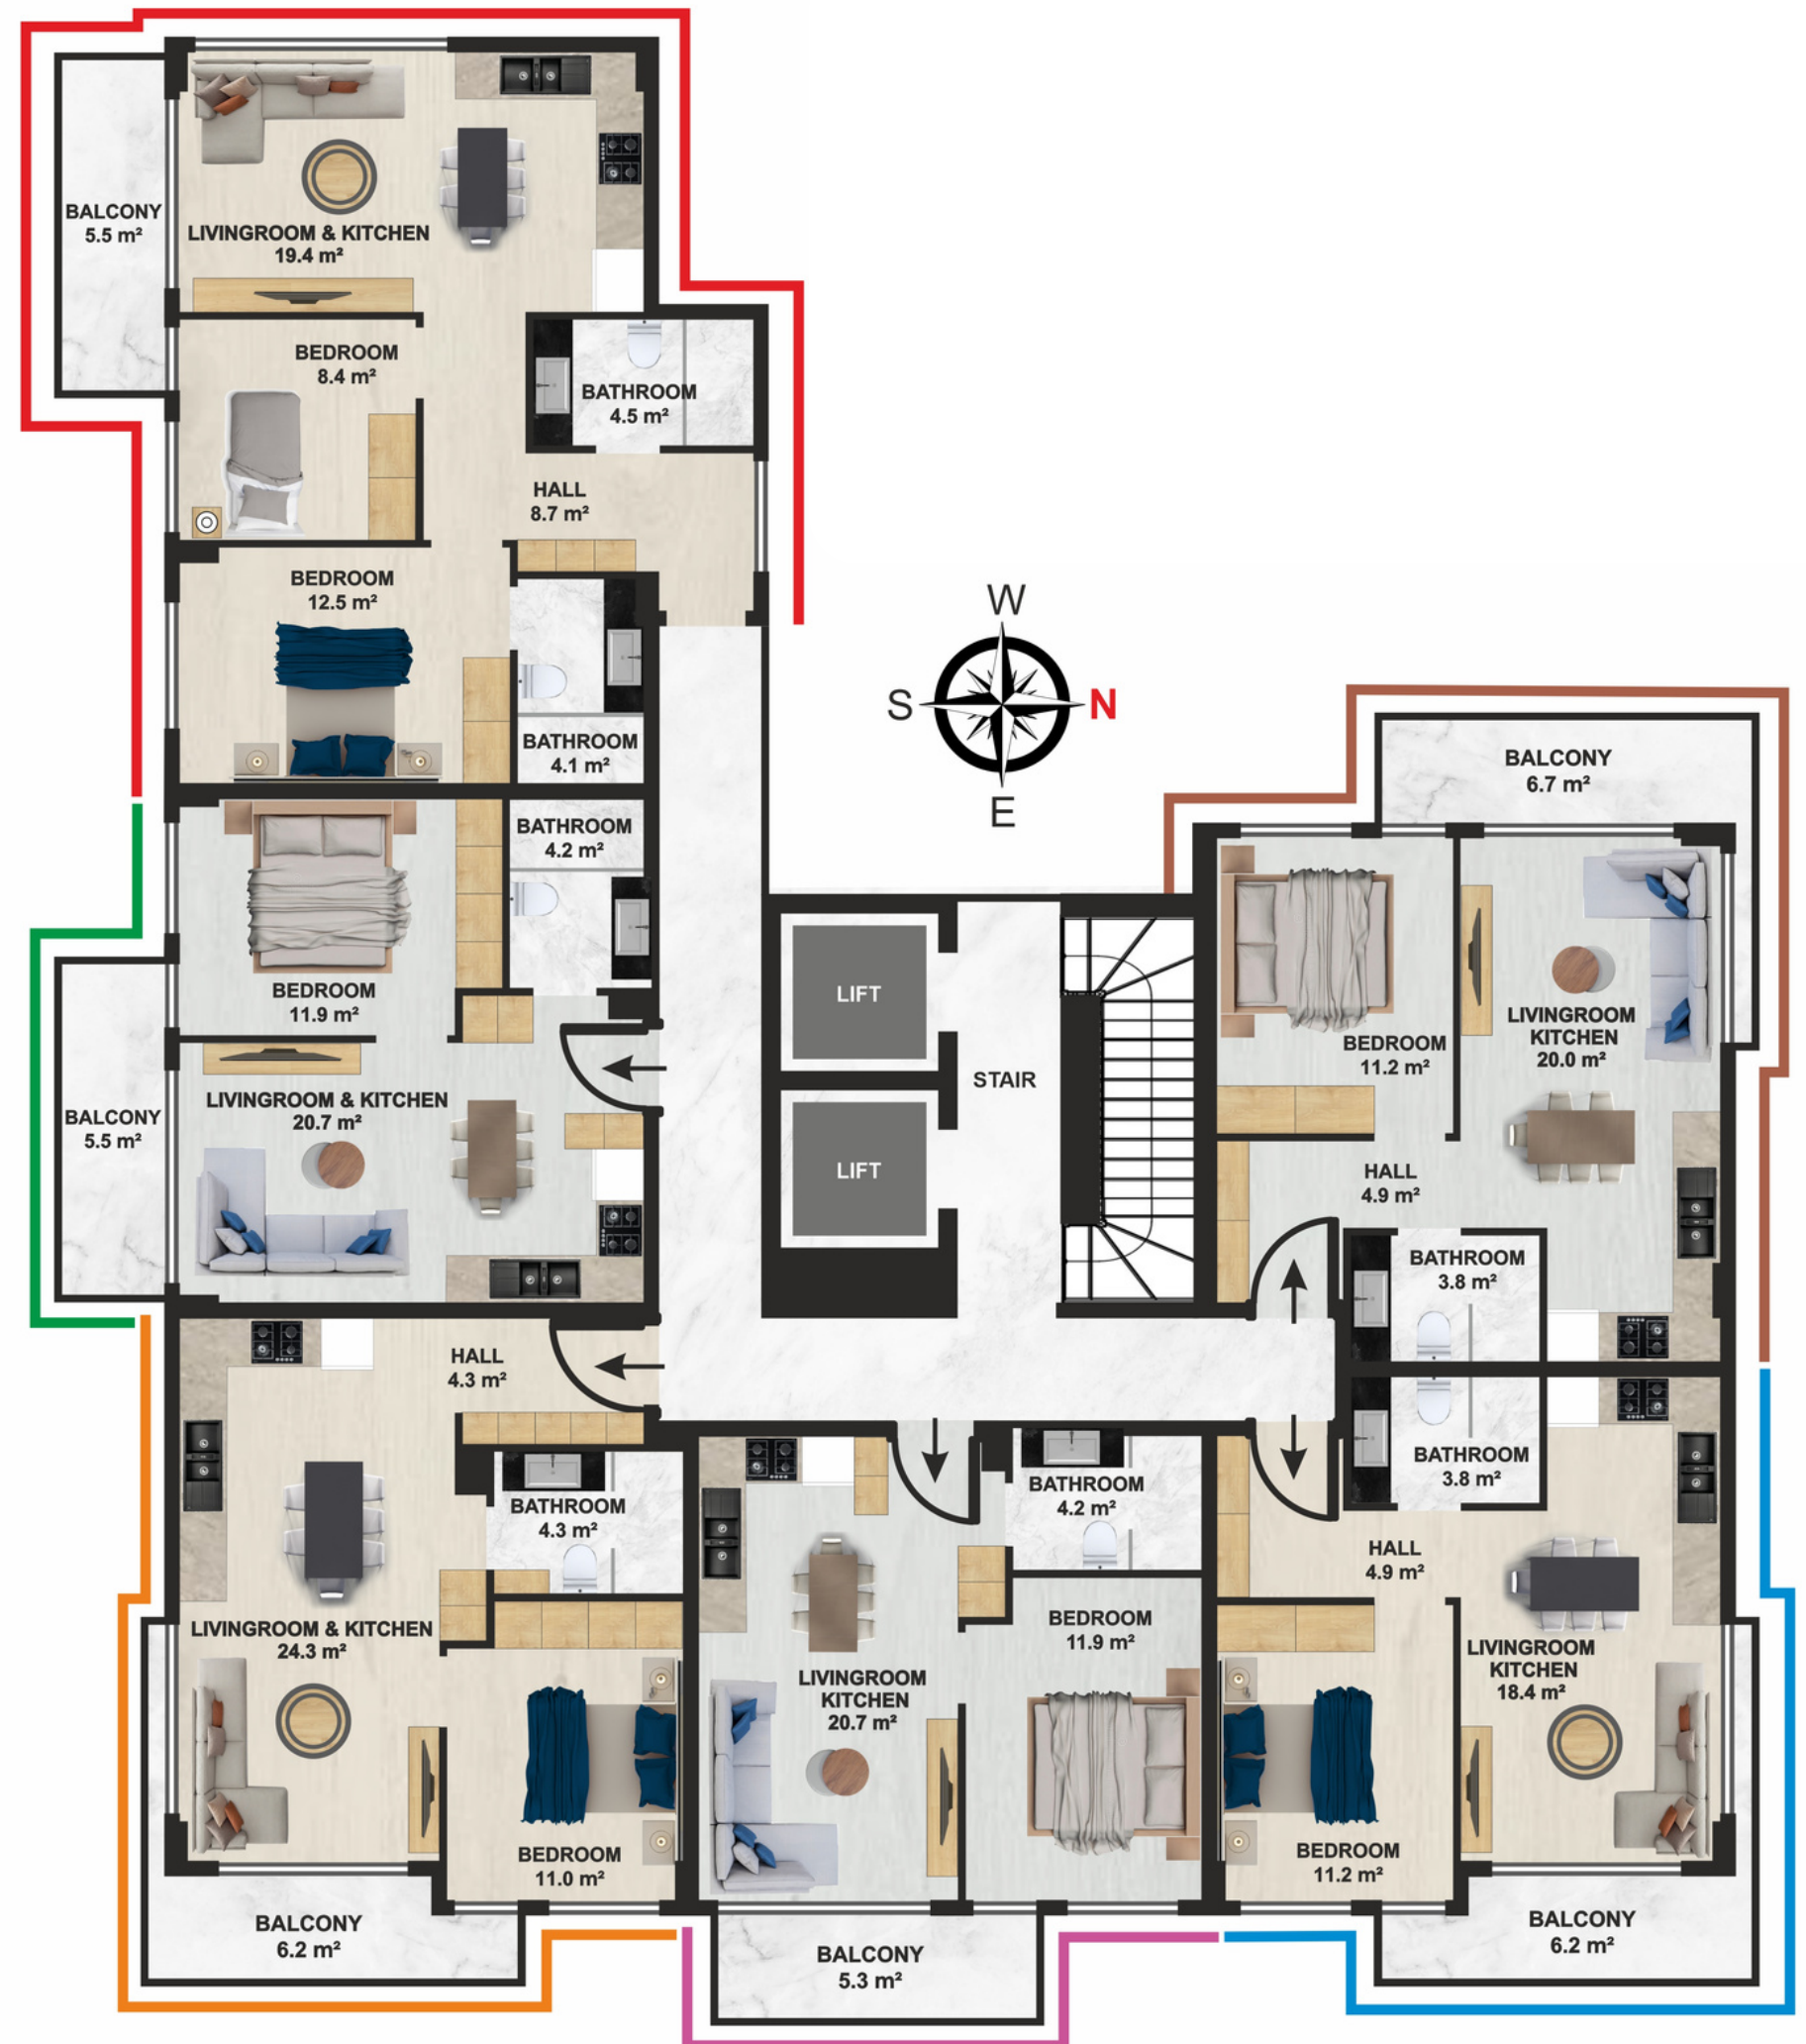 BALCONY
5.5 m²
LIVINGROOM & KITCHEN
19.4 m²
BEDROOM
8.4 m²
BATHROOM
4.5 m²
HALL
8.7 m²
BEDROOM
12.5 m²
BATHROOM
4.1 m²
W
S
N
E
BALCONY
6.7 m²
BATHROOM
4.2 m²
BEDROOM
11.9 m²
LIFT
STAIR
LIFT
LIVINGROOM
KITCHEN
20.0 m²
BEDROOM
11.2 m²
BALCONY
5.5 m²
LIVINGROOM & KITCHEN
20.7 m²
HALL
4.9 m²
BATHROOM
3.8 m²
HALL
4.3 m²
BATHROOM
4.3 m²
LIVINGROOM & KITCHEN
24.3 m²
BEDROOM
11.0 m²
BALCONY
6.2 m²
BATHROOM
4.2 m²
BEDROOM
11.9 m²
LIVINGROOM
KITCHEN
20.7 m²
BALCONY
5.3 m²
BATHROOM
3.8 m²
HALL
4.9 m²
LIVINGROOM
KITCHEN
18.4 m²
BEDROOM
11.2 m²
BALCONY
6.2 m²